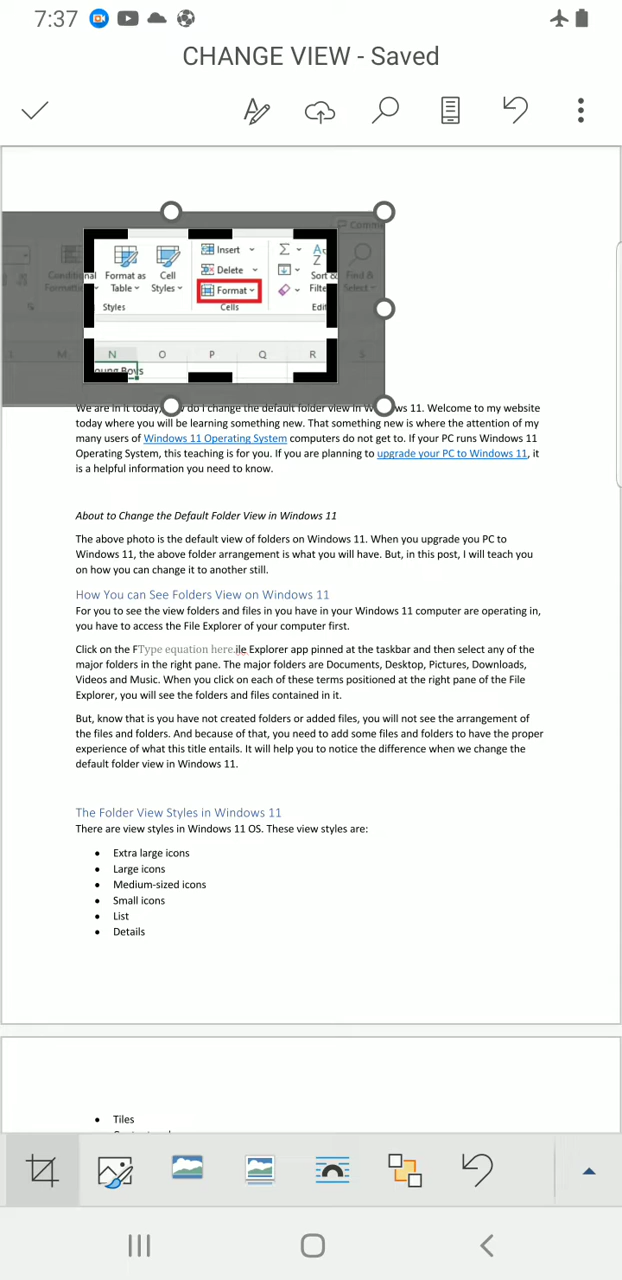 7:37
CHANGE VIEW - Saved
Comme
Insert
Conditional Format as Cell Delete Sort & Find &
Table Styles Format Filte Select
Styles Cells Edit
M N O P Q R S
oung Boys
We are in it today, do I change the default folder view in Windows 11. Welcome to my website
today where you will be learning something new. That something new is where the attention of my
many users of Windows 11 Operating System computers do not get to. If your PC runs Windows 11
Operating System, this teaching is for you. If you are planning to upgrade your PC to Windows 11, it
is a helpful information you need to know.
About to Change the Default Folder View in Windows 11
The above photo is the default view of folders on Windows 11. When you upgrade you PC to
Windows 11, the above folder arrangement is what you will have. But, in this post, I will teach you
on how you can change it to another still.
How You can See Folders View on Windows 11
For you to see the view folders and files in you have in your Windows 11 computer are operating in,
you have to access the File Explorer of your computer first.
Click on the FType equation here.ile Explorer app pinned at the taskbar and then select any of the
major folders in the right pane. The major folders are Documents, Desktop, Pictures, Downloads,
Videos and Music. When you click on each of these terms positioned at the right pane of the File
Explorer, you will see the folders and files contained in it.
But, know that is you have not created folders or added files, you will not see the arrangement of
the files and folders. And because of that, you need to add some files and folders to have the proper
experience of what this title entails. It will help you to notice the difference when we change the
default folder view in Windows 11.
The Folder View Styles in Windows 11
There are view styles in Windows 11 OS. These view styles are:
• Extra large icons
• Large icons
• Medium-sized icons
• Small icons
• List
• Details
• Tiles